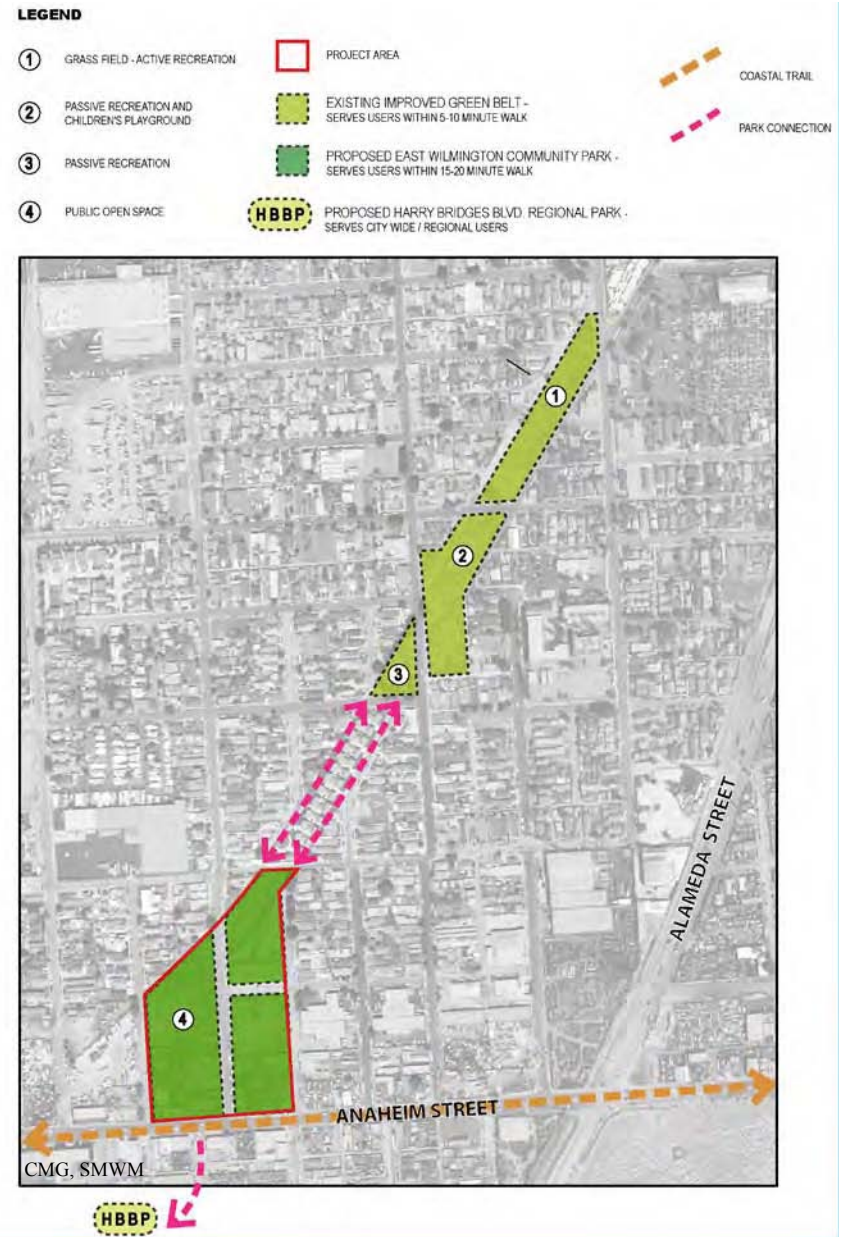 LEGEND
1 GRASS FIELD - ACTIVE RECREATION
2 PASSIVE RECREATION AND
CHILDREN'S PLAYGROUND
3 PASSIVE RECREATION
4 PUBLIC OPEN SPACE
PROJECT AREA
EXISTING IMPROVED GREEN BELT -
SERVES USERS WITHIN 5-10 MINUTE WALK
PROPOSED EAST WILMINGTON COMMUNITY PARK -
SERVES USERS WITHIN 15-20 MINUTE WALK
HBBP PROPOSED HARRY BRIDGES BLVD. REGIONAL PARK -
SERVES CITY WIDE / REGIONAL USERS
COASTAL TRAIL
PARK CONNECTION
1
2
3
ALAMEDA STREET
4
ANAHEIM STREET
CMG, SMWM
HBBP